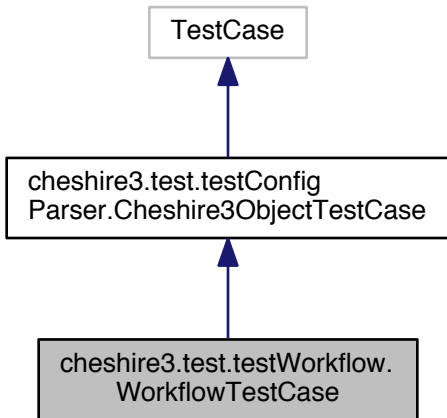 TestCase
cheshire3.test.testConfig
Parser.Cheshire3ObjectTestCase
cheshire3.test.testWorkflow.
WorkflowTestCase